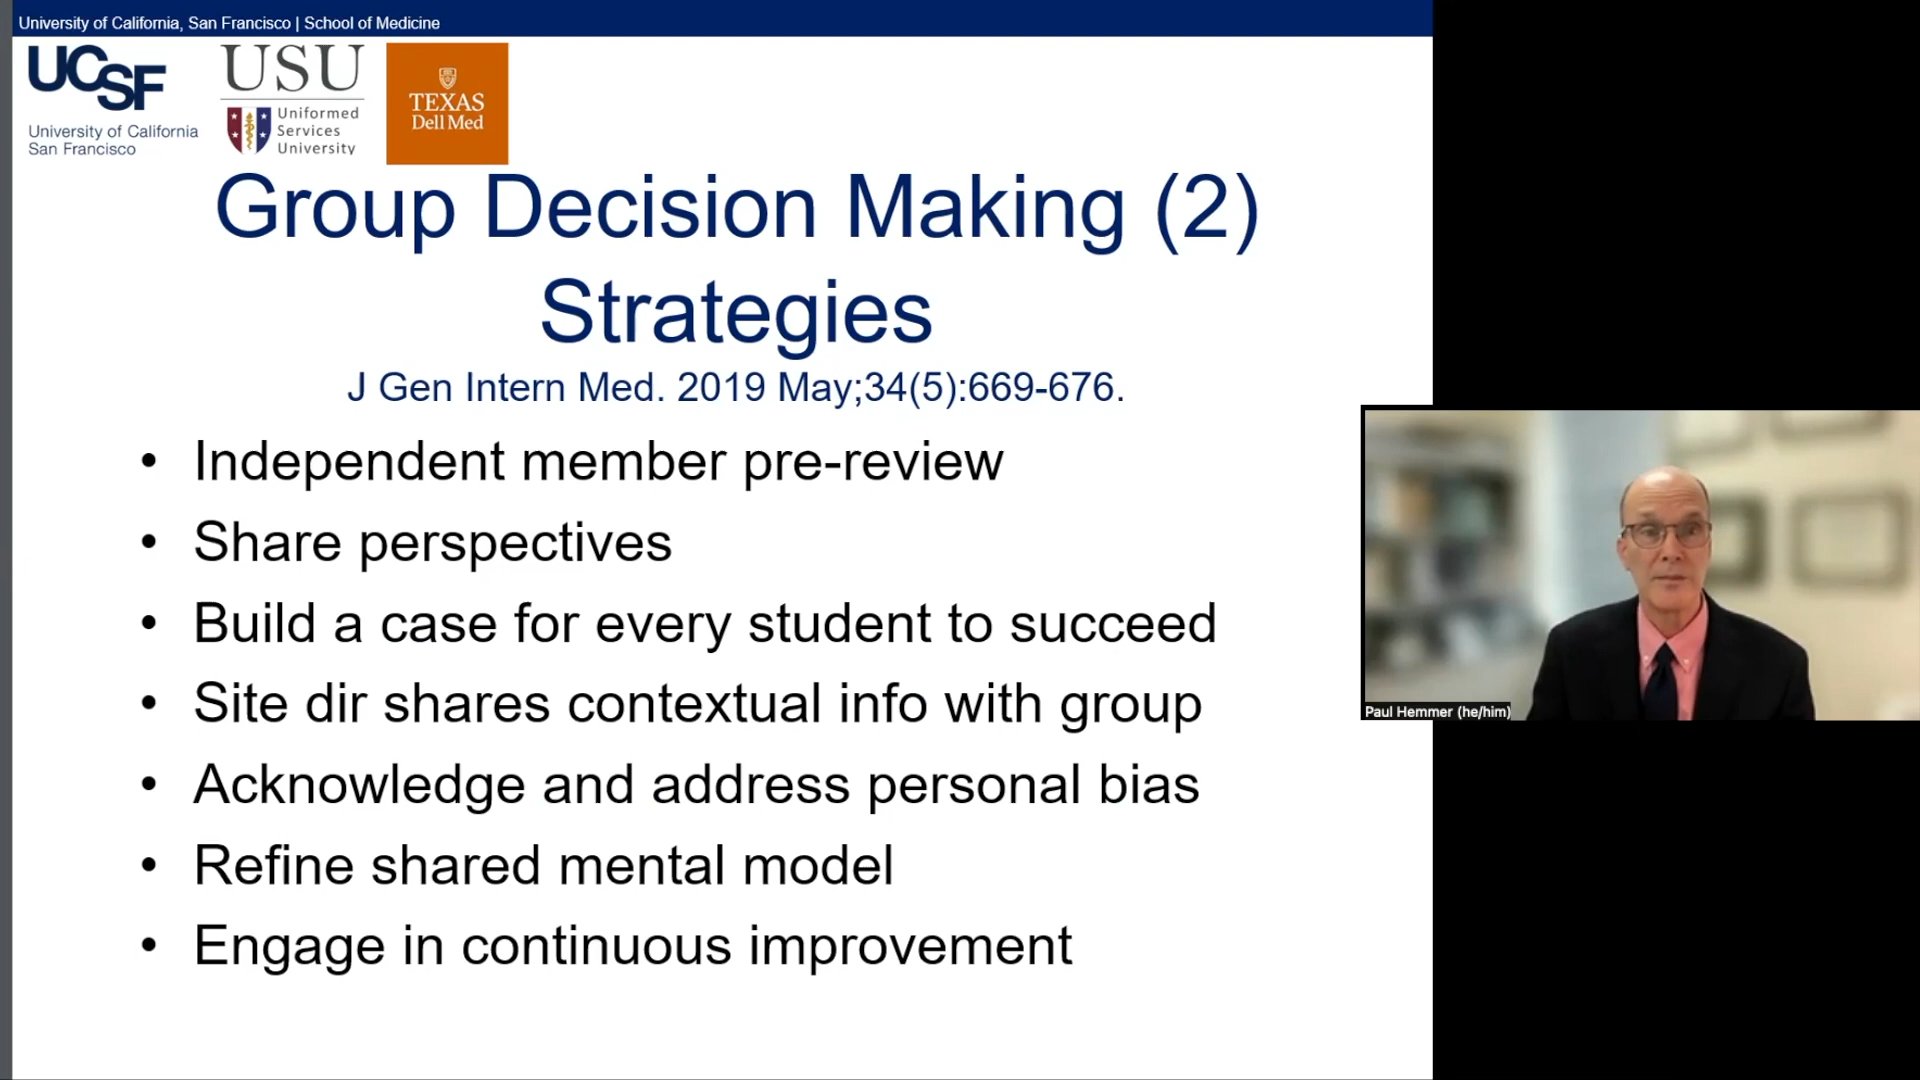 University of California, San Francisco | School of Medicine
UCSF
University of California
San Francisco
USU
Uniformed
Services
University
TEXAS
Dell Med
Group Decision Making (2)
Strategies
J Gen Intern Med. 2019 May;34(5):669-676.
• Independent member pre-review
• Share perspectives
• Build a case for every student to succeed
• Site dir shares contextual info with group
• Acknowledge and address personal bias
• Refine shared mental model
• Engage in continuous improvement
Paul Hemmer (he/him)